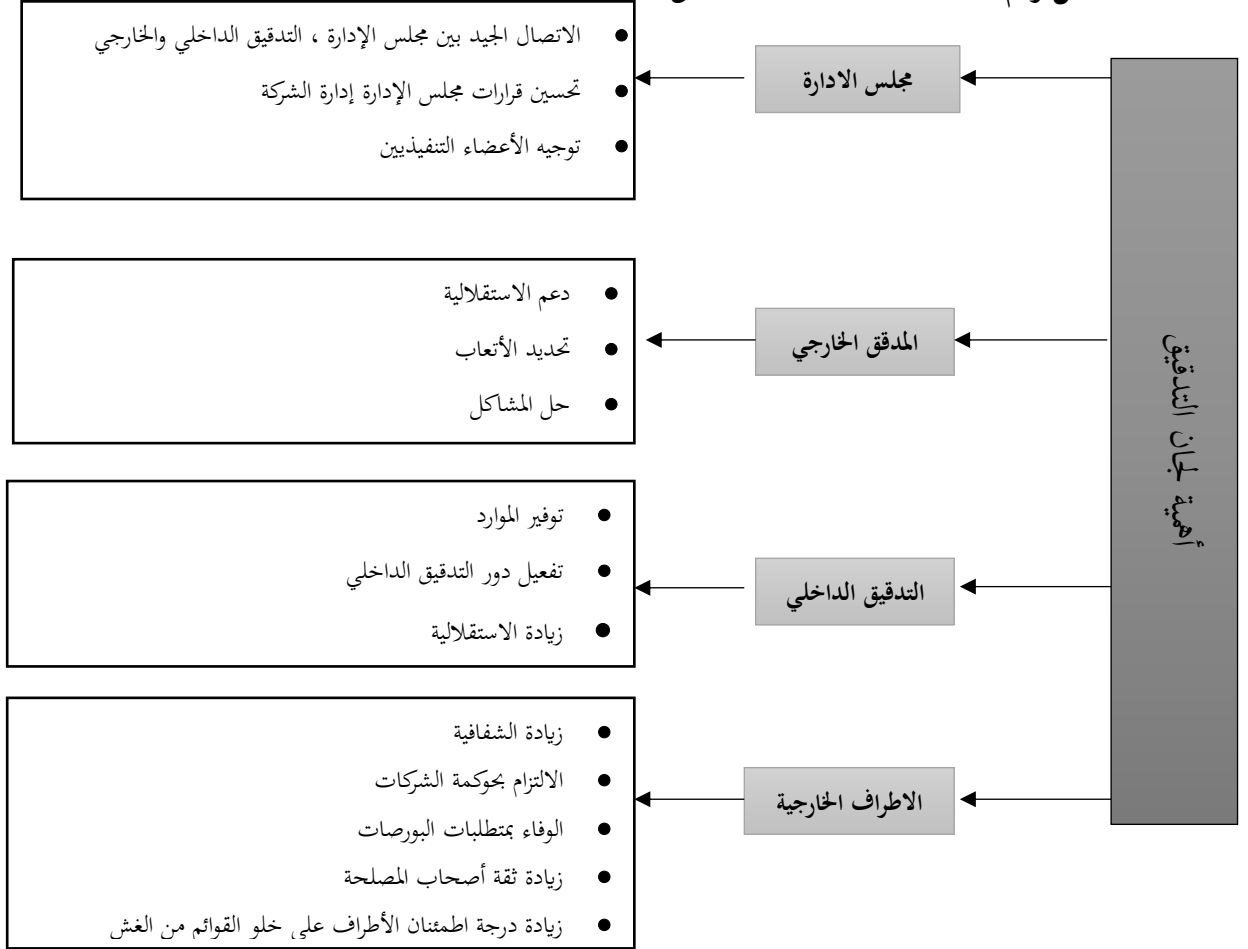 أهمية لجان التدقيق
مجلس الادارة
الاتصال الجيد بين مجلس الإدارة ، التدقيق الداخلي والخارجي
تحسين قرارات مجلس الإدارة إدارة الشركة
توجيه الأعضاء التنفيذيين
المدقق الخارجي
دعم الاستقلالية
تحديد الأتعاب
حل المشاكل
التدقيق الداخلي
توفير الموارد
تفعيل دور التدقيق الداخلي
زيادة الاستقلالية
الاطراف الخارجية
زيادة الشفافية
الالتزام بحوكمة الشركات
الوفاء بمتطلبات البورصات
زيادة ثقة أصحاب المصلحة
زيادة درجة اطمئنان الأطراف على خلو القوائم من الغش